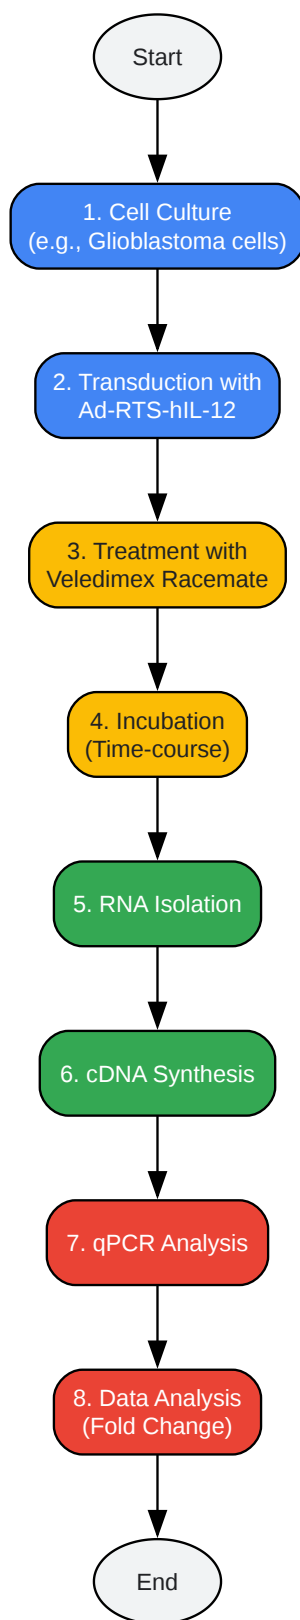 Start
1. Cell Culture
(e.g., Glioblastoma cells)
2. Transduction with
Ad-RTS-hIL-12
3. Treatment with
Veledimex Racemate
4. Incubation
(Time-course)
5. RNA Isolation
6. cDNA Synthesis
7. qPCR Analysis
8. Data Analysis
(Fold Change)
End